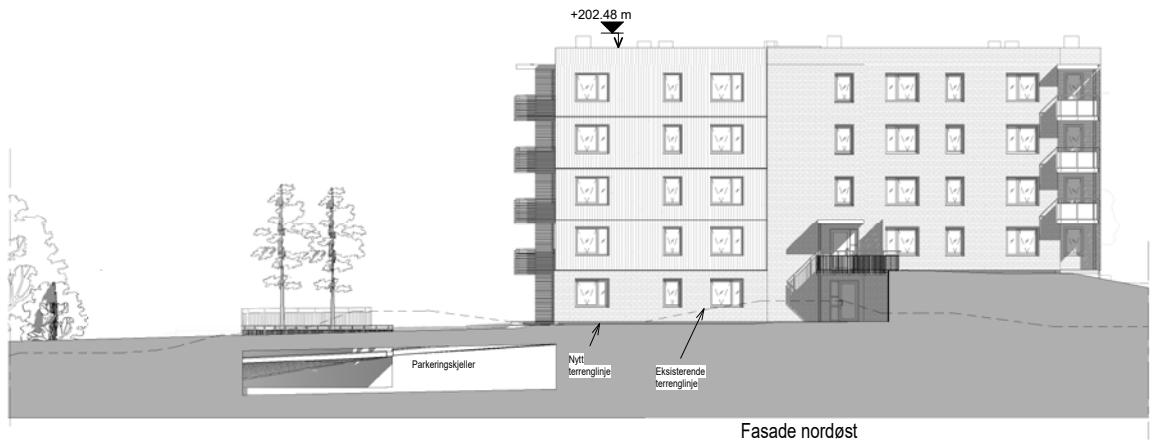 +202.48 m
Parkeringskjeller
Nytt
terrenglinje
Eksisterende
terrenglinje
Fasade nordøst